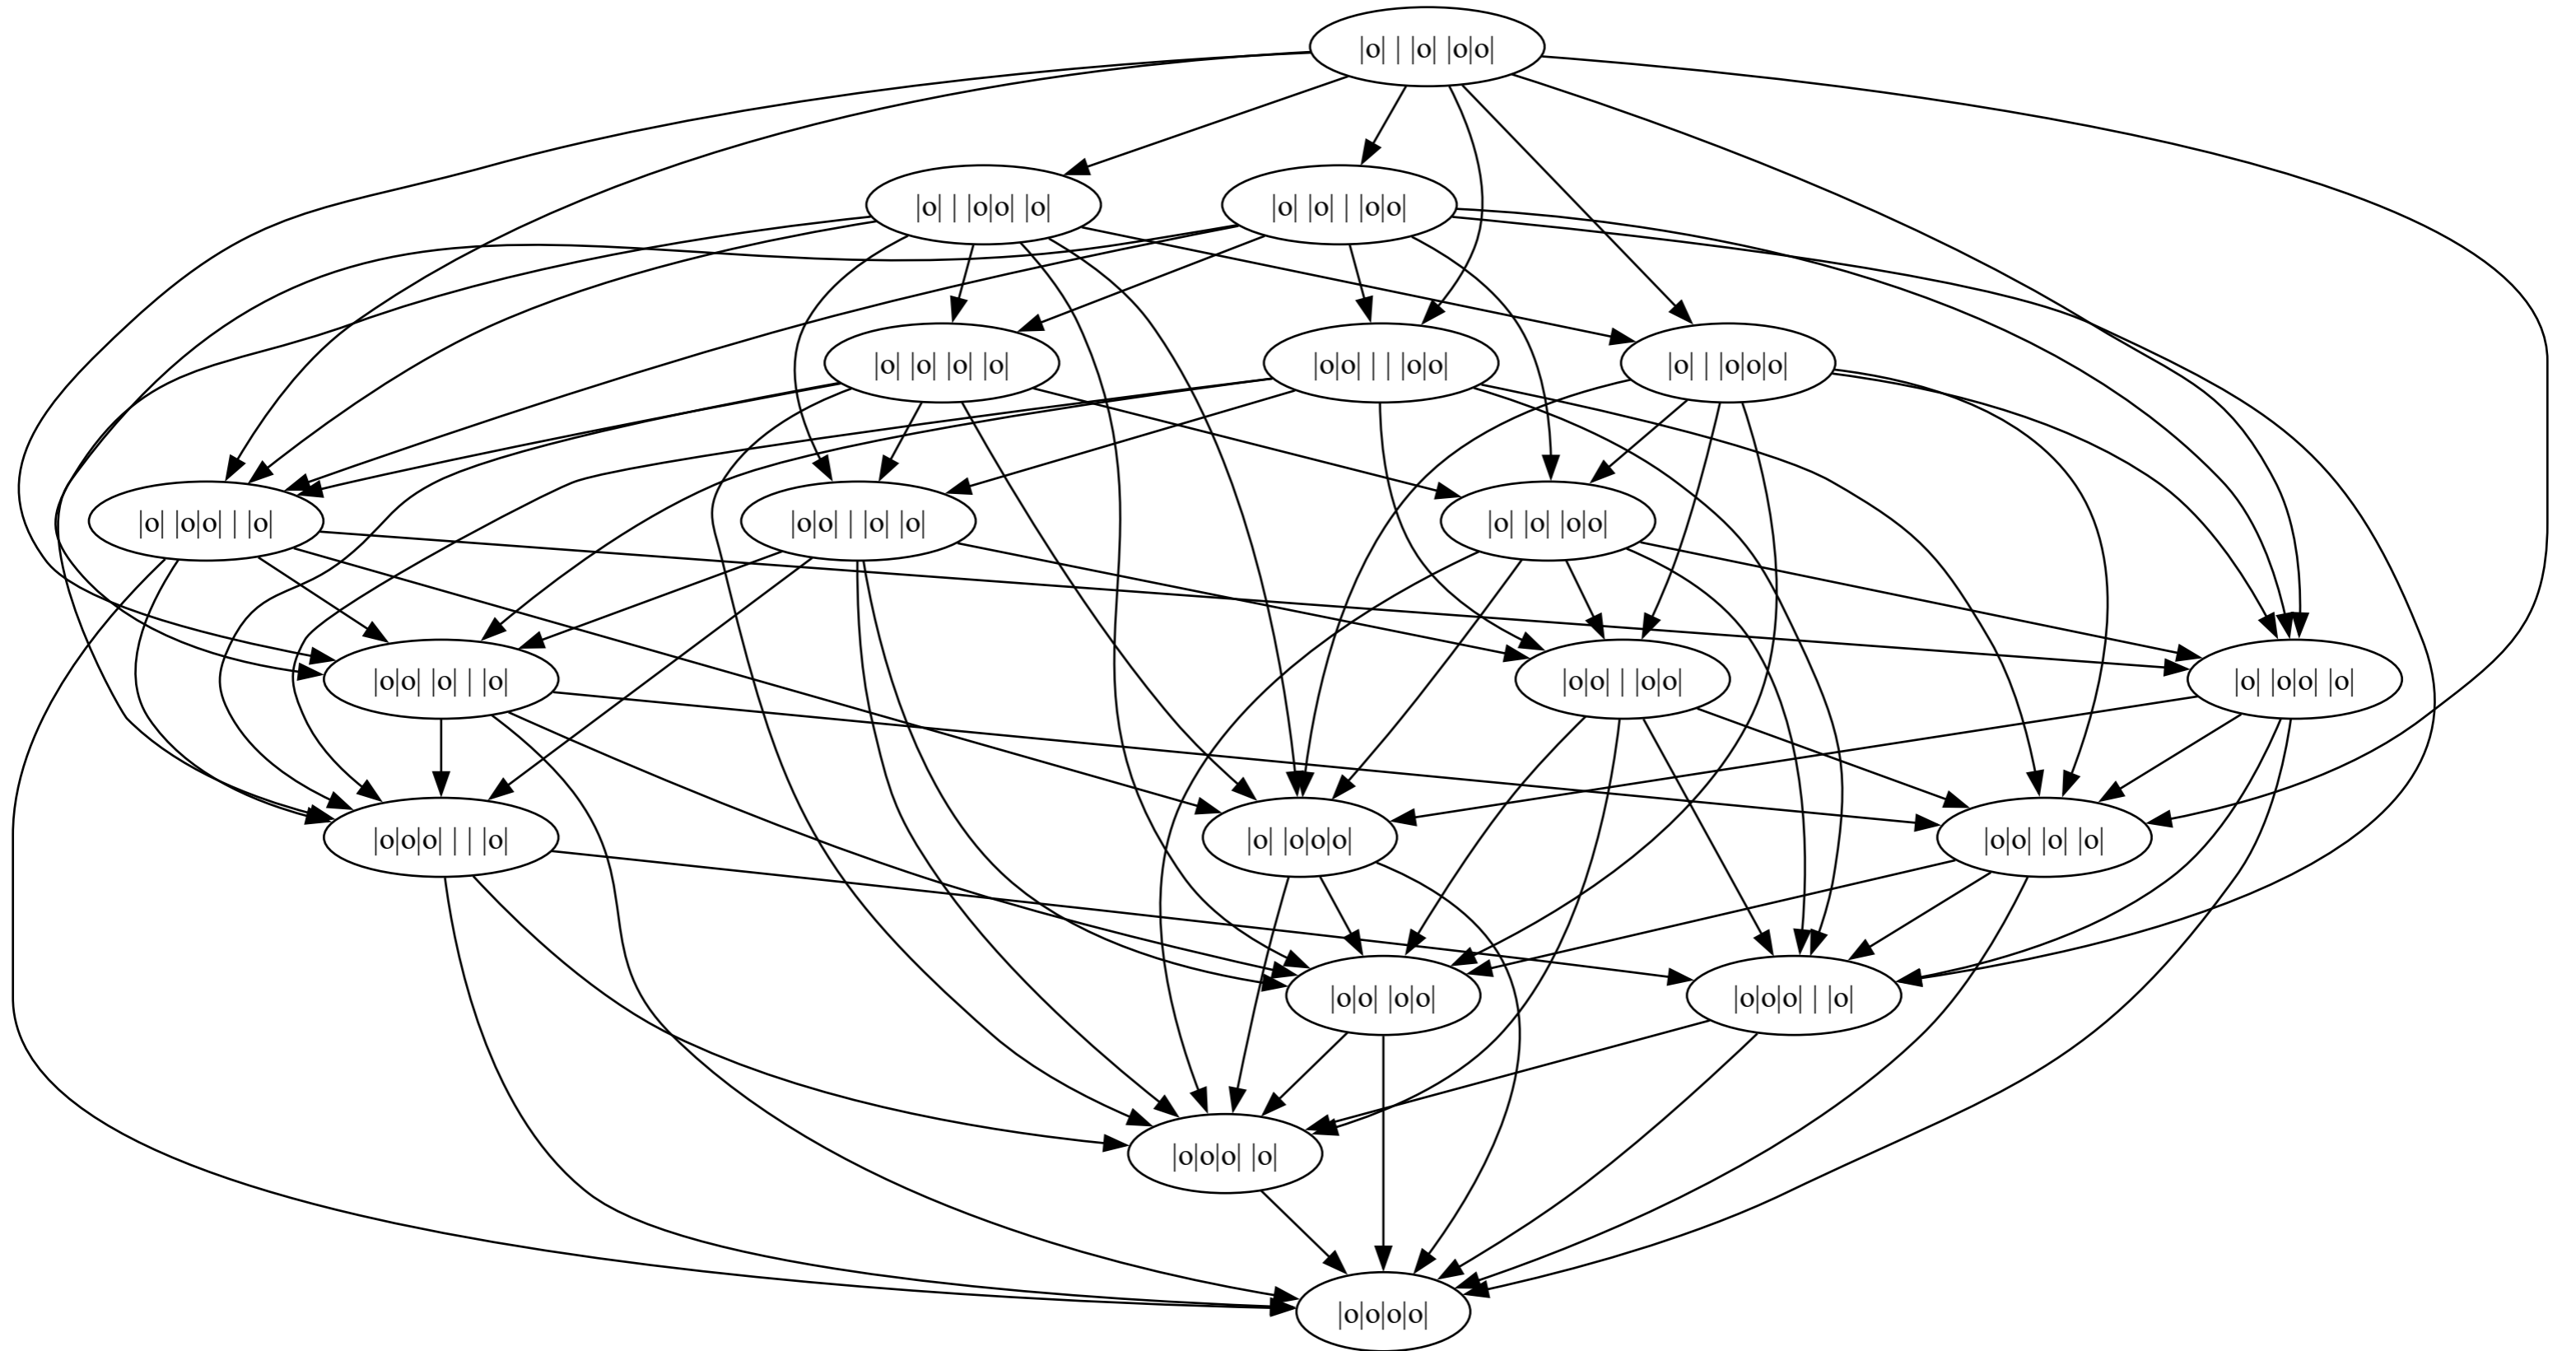 |o| | |o| |o|o|
|o| | |o|o| |o|
|o| |o| | |o|o|
|o| |o| |o| |o|
|o|o| | | |o|o|
|o| | |o|o|o|
|o| |o|o| | |o|
|o|o| | |o| |o|
|o| |o| |o|o|
|o|o| |o| | |o|
|o|o| | |o|o|
|o| |o|o| |o|
|o|o|o| | | |o|
|o| |o|o|o|
|o|o| |o| |o|
|o|o| |o|o|
|o|o|o| | |o|
|o|o|o| |o|
|o|o|o|o|